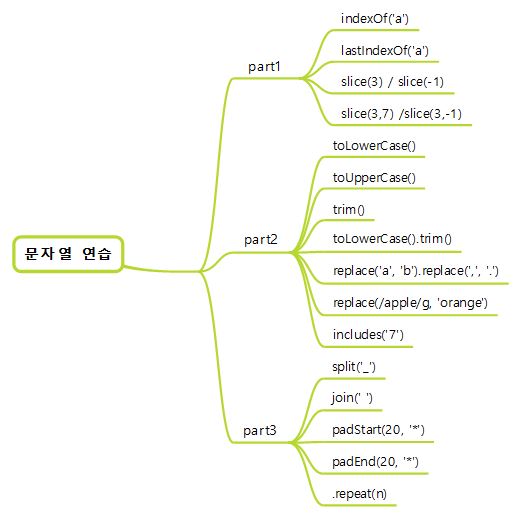 문자열 연습
part1
indexOf('a')
lastIndexOf('a')
slice(3) / slice(-1)
slice(3,7) /slice(3,-1)
part2
toLowerCase()
toUpperCase()
trim()
toLowerCase().trim()
replace('a', 'b').replace(',', '.')
replace(/apple/g, 'orange')
includes('7')
part3
split('_')
join(' ')
padStart(20, '*')
padEnd(20, '*')
.repeat(n)